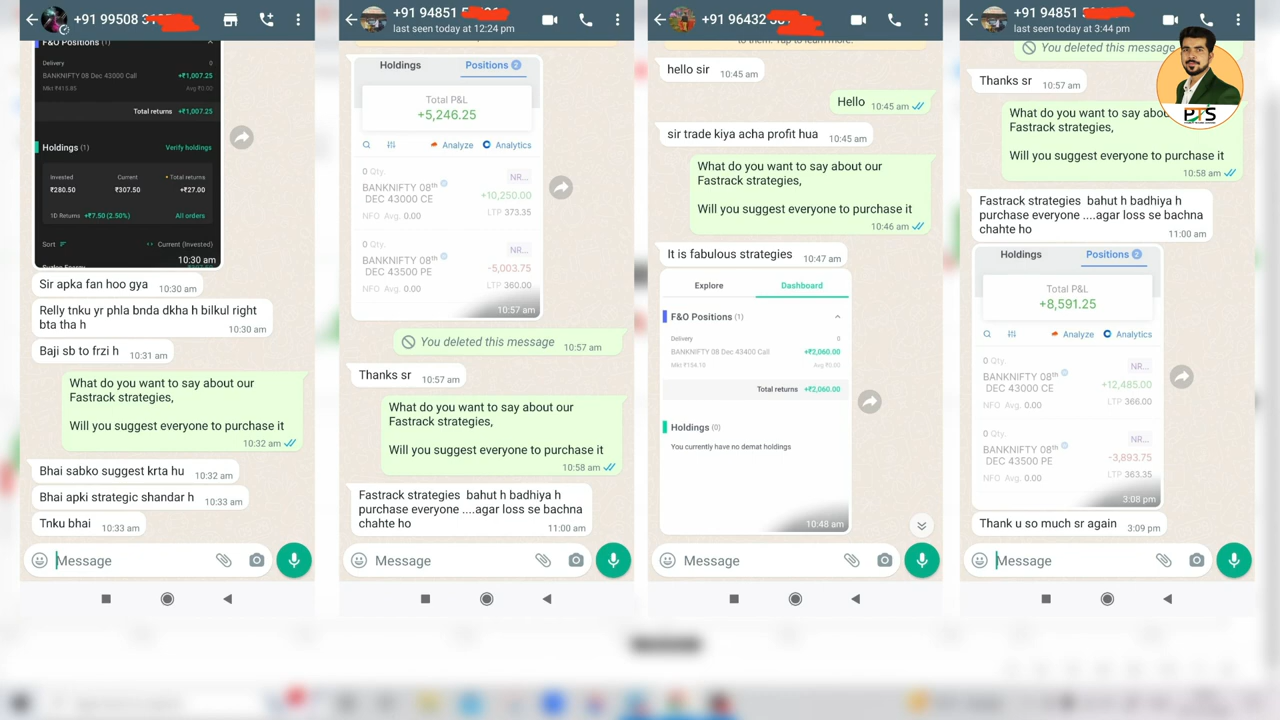 +91 99508
F&O Positions (1)
Delivery
0
BANKNIFTY 08 Dec 43000 Call
+₹1,007.25
Mkt ₹415.85
Avg ₹0.00
Total returns +₹1,007.25
Holdings (1)
Verify holdings
Invested
Current
Total returns
₹280.50
₹307.50
+₹27.00
1D Returns +₹7.50 (2.50%)
All orders
Sort
Current (Invested)
10:30 am
Sir apka fan hoo gya 10:30 am
Relly tnku yr phla bnda dkha h bilkul right
bta tha h
10:30 am
Baji sb to frzi h 10:31 am
What do you want to say about our
Fastrack strategies,
Will you suggest everyone to purchase it
10:32 am
Bhai sabko suggest krta hu 10:32 am
Bhai apki strategic shandar h 10:33 am
Tnku bhai 10:33 am
Message
+91 94851
last seen today at 12:24 pm
Holdings
Positions 2
Total P&L
+5,246.25
Analyze
Analytics
0 Qty.
NR...
BANKNIFTY 08th
DEC 43000 CE
+10,250.00
NFO Avg. 0.00
LTP 373.35
0 Qty.
NR...
BANKNIFTY 08th
DEC 43500 PE
-5,003.75
NFO Avg. 0.00
LTP 360.00
10:57 am
You deleted this message 10:57 am
Thanks sr 10:57 am
What do you want to say about our
Fastrack strategies,
Will you suggest everyone to purchase it
10:58 am
Fastrack strategies bahut h badhiya h
purchase everyone ....agar loss se bachna
chahte ho
11:00 am
Message
+91 96432
to them. Tap to learn more.
hello sir 10:45 am
Hello 10:45 am
sir trade kiya acha profit hua 10:45 am
What do you want to say about our
Fastrack strategies,
Will you suggest everyone to purchase it
10:46 am
It is fabulous strategies 10:47 am
Explore
Dashboard
F&O Positions (1)
Delivery
0
BANKNIFTY 08 Dec 43400 Call
+₹2,060.00
Total returns +₹2,060.00
Holdings (0)
You currently have no demat holdings
10:48 am
Message
+91 94851
last seen today at 3:44 pm
You deleted this message
Thanks sr 10:57 am
What do you want to say abou
Fastrack strategies,
Will you suggest everyone to purchase it
10:58 am
Fastrack strategies bahut h badhiya h
purchase everyone ....agar loss se bachna
chahte ho
11:00 am
Holdings
Positions 2
Total P&L
+8,591.25
Analyze
Analytics
0 Qty.
NR...
BANKNIFTY 08th
DEC 43000 CE
+12,485.00
NFO Avg. 0.00
LTP 366.00
0 Qty.
NR...
BANKNIFTY 08th
DEC 43500 PE
-3,893.75
NFO Avg. 0.00
LTP 363.35
3:08 pm
Thank u so much sr again 3:09 pm
Message
PTS